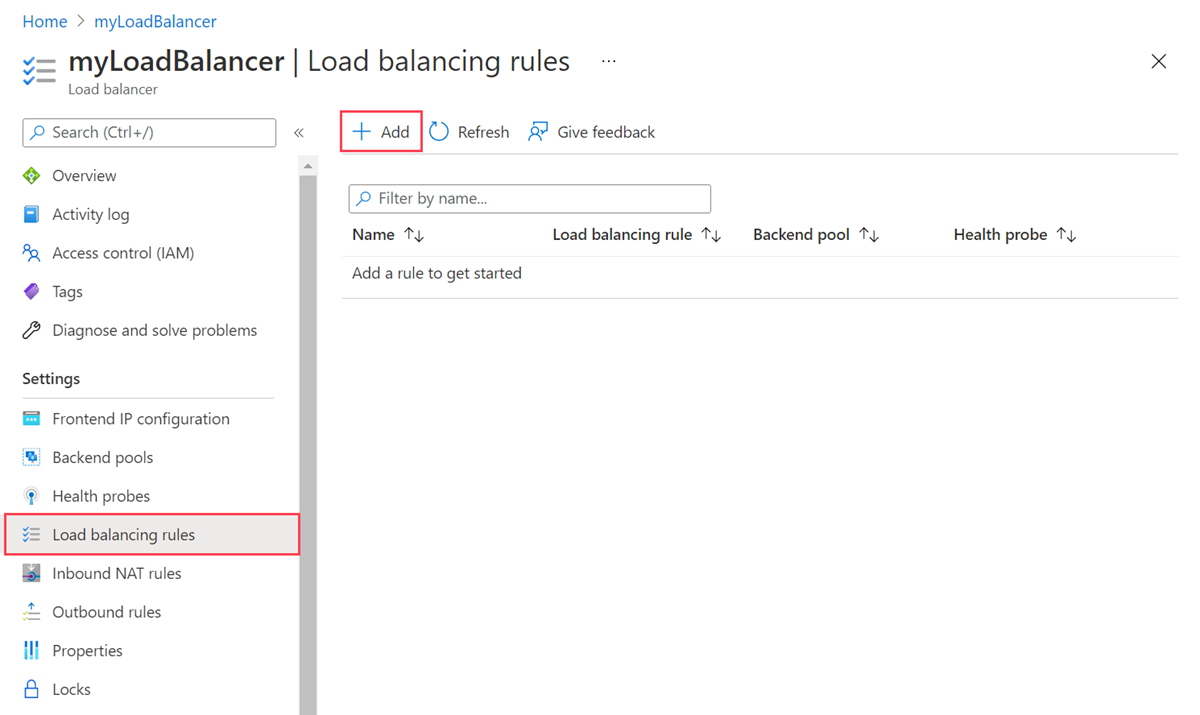 Home > myLoadBalancer
myLoadBalancer | Load balancing rules ...
Load balancer
Search (Ctrl+/)
«
Overview
Activity log
Access control (IAM)
Tags
Diagnose and solve problems
Settings
Frontend IP configuration
Backend pools
Health probes
Load balancing rules
Inbound NAT rules
Outbound rules
Properties
Locks
+ Add Refresh Give feedback
Filter by name...
Name ↑↓ Load balancing rule ↑↓ Backend pool ↑↓ Health probe ↑↓
Add a rule to get started